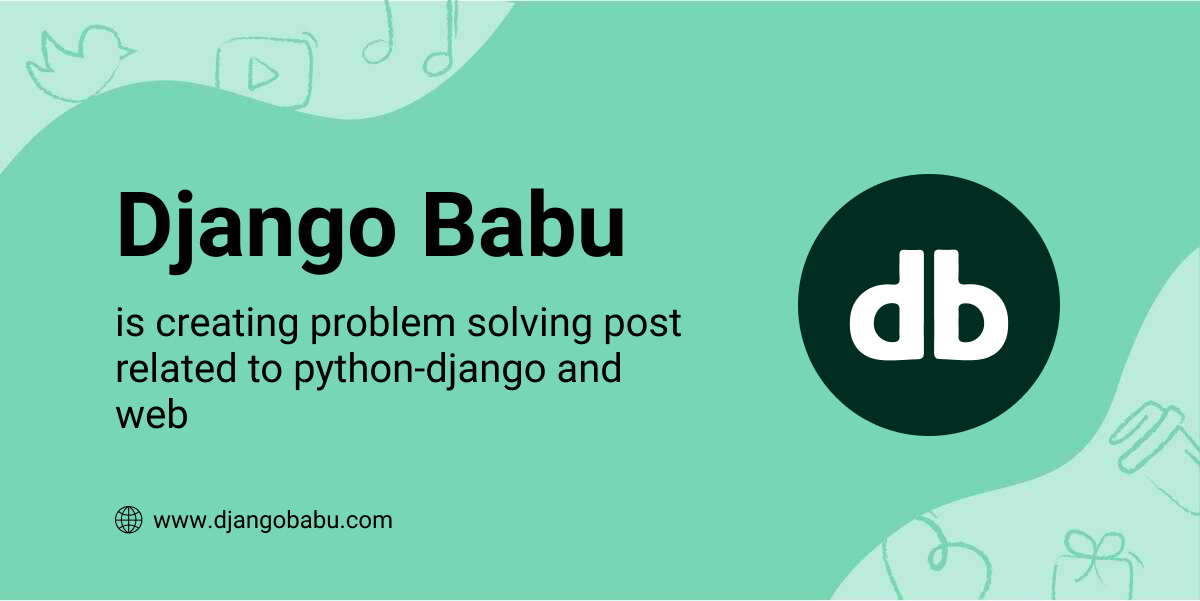 Django Babu
is creating problem solving post
related to python-django and
web
db
www.djangobabu.com